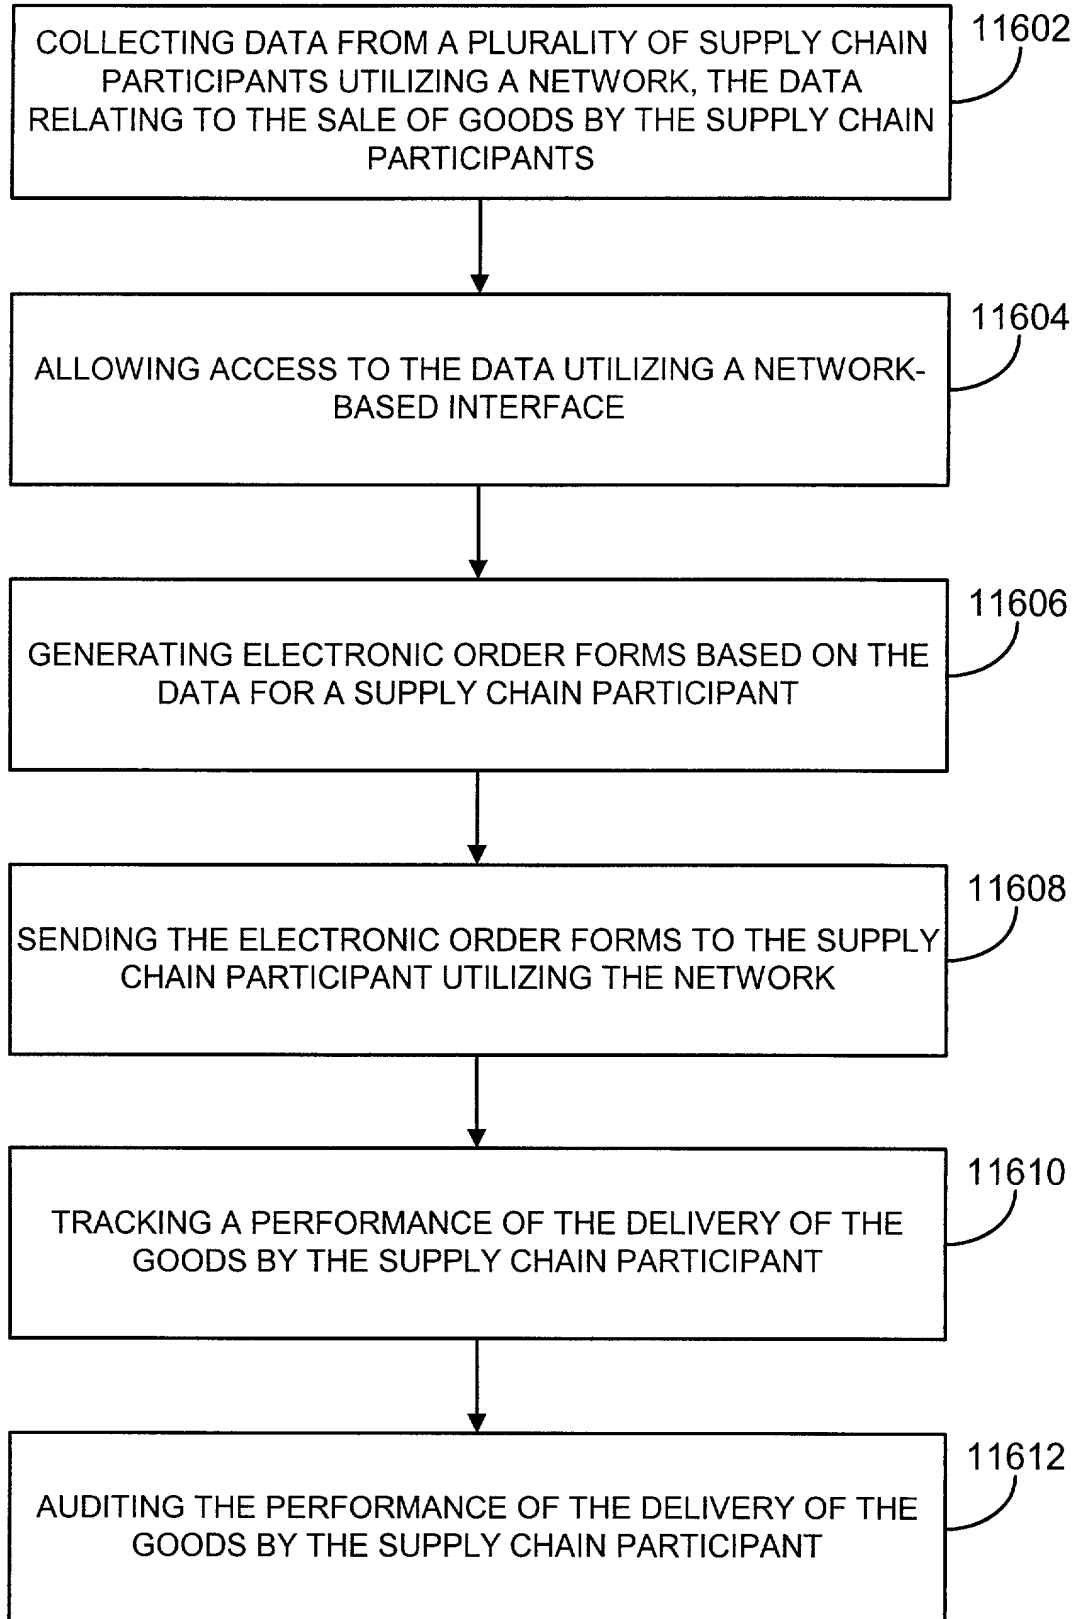 COLLECTING DATA FROM A PLURALITY OF SUPPLY CHAIN
PARTICIPANTS UTILIZING A NETWORK, THE DATA
RELATING TO THE SALE OF GOODS BY THE SUPPLY CHAIN
PARTICIPANTS
11602
ALLOWING ACCESS TO THE DATA UTILIZING A NETWORK-
BASED INTERFACE
11604
GENERATING ELECTRONIC ORDER FORMS BASED ON THE
DATA FOR A SUPPLY CHAIN PARTICIPANT
11606
SENDING THE ELECTRONIC ORDER FORMS TO THE SUPPLY
CHAIN PARTICIPANT UTILIZING THE NETWORK
11608
TRACKING A PERFORMANCE OF THE DELIVERY OF THE
GOODS BY THE SUPPLY CHAIN PARTICIPANT
11610
AUDITING THE PERFORMANCE OF THE DELIVERY OF THE
GOODS BY THE SUPPLY CHAIN PARTICIPANT
11612